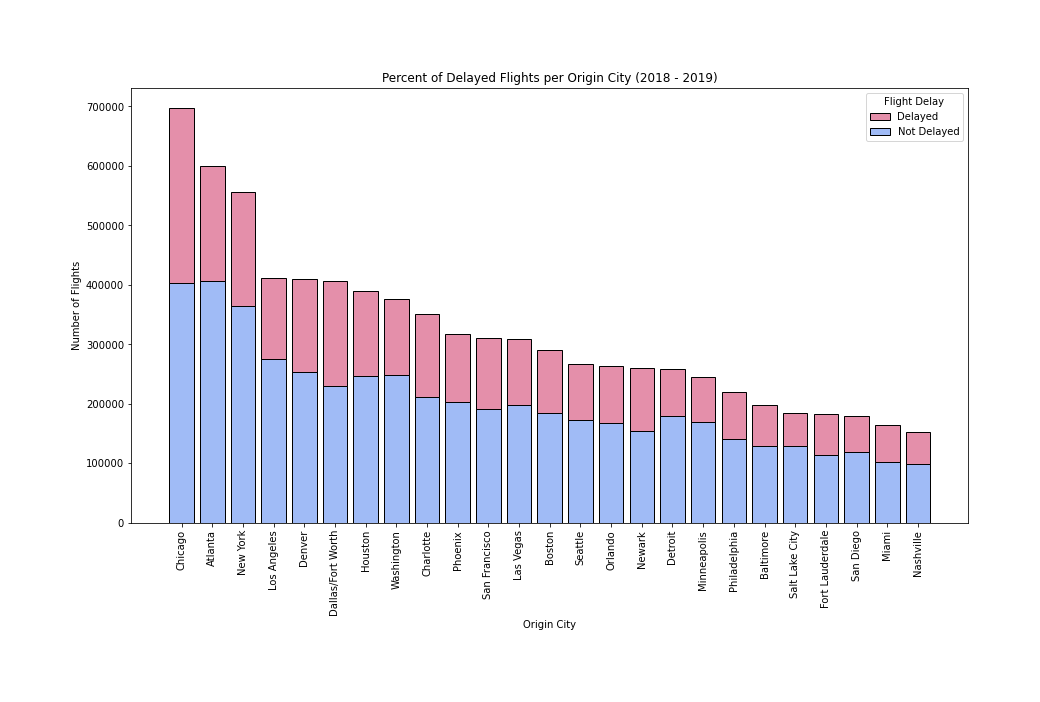 Percent of Delayed Flights per Origin City (2018 - 2019)
Flight Delay
Delayed
Not Delayed
Number of Flights
700000
600000
500000
400000
300000
200000
100000
0
Chicago
Atlanta
New York
Los Angeles
Denver
Dallas/Fort Worth
Houston
Washington
Charlotte
Phoenix
San Francisco
Las Vegas
Boston
Seattle
Orlando
Newark
Detroit
Minneapolis
Philadelphia
Baltimore
Salt Lake City
Fort Lauderdale
San Diego
Miami
Nashville
Origin City